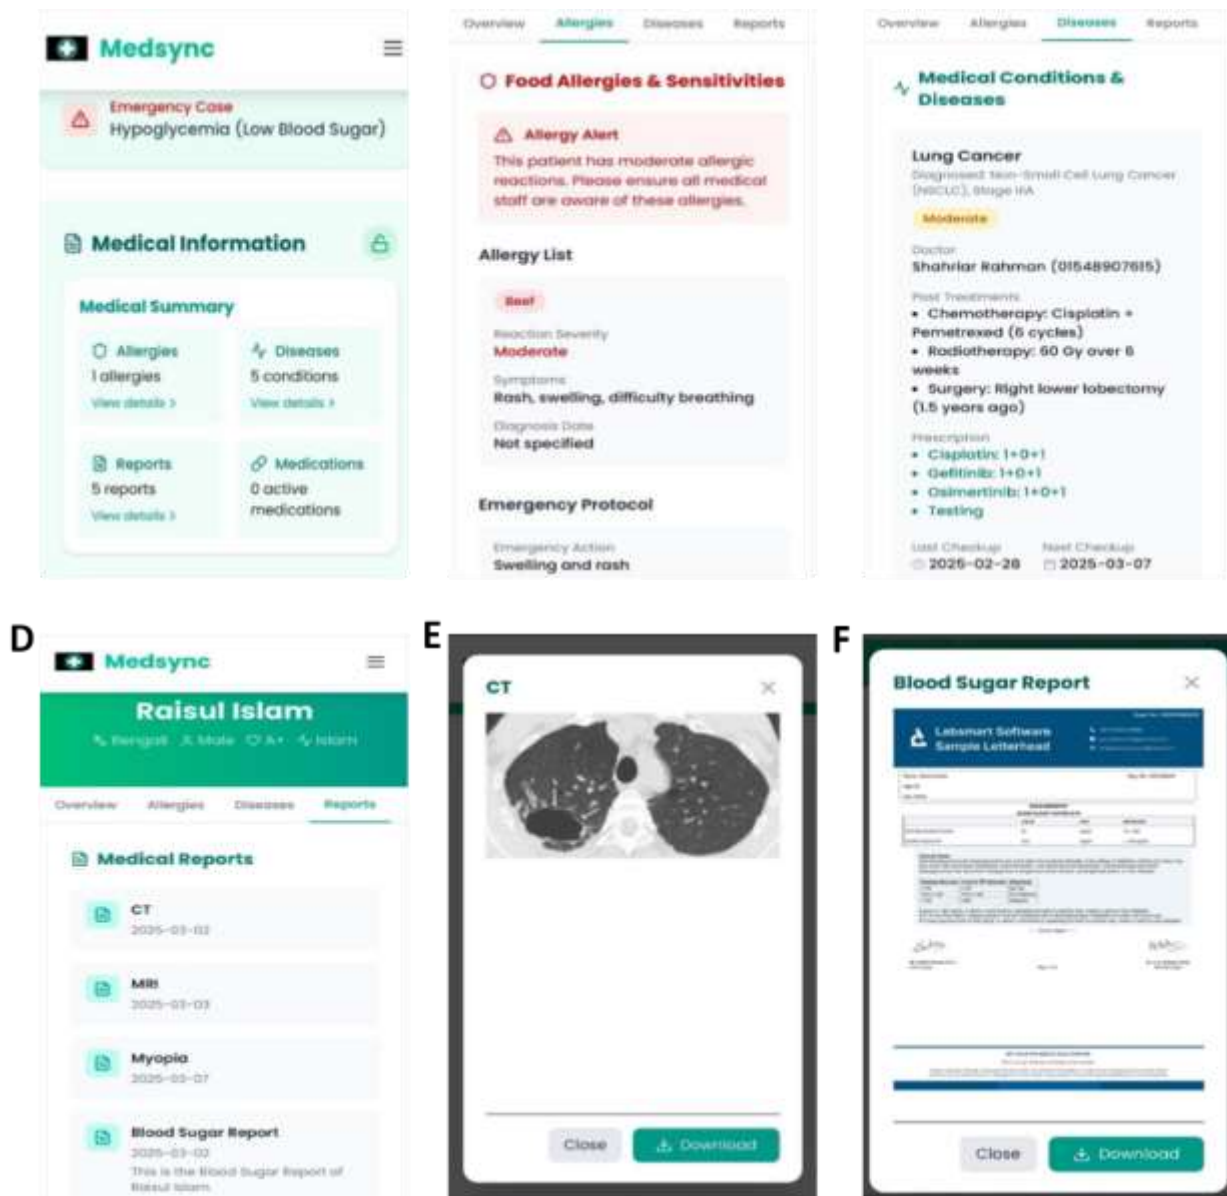 Medsync
Emergency Case
Hypoglycemia (Low Blood Sugar)
Medical Information
Medical Summary
Allergies
1 allergies
View details >
Diseases
5 conditions
View details >
Reports
5 reports
View details >
Medications
0 active
medications
Overview Allergies Diseases Reports
Food Allergies & Sensitivities
Allergy Alert
This patient has moderate allergic
reactions. Please ensure all medical
staff are aware of these allergies.
Allergy List
Beef
Reaction Severity
Moderate
Symptoms
Rash, swelling, difficulty breathing
Diagnosis Date
Not specified
Emergency Protocol
Emergency Action
Swelling and rash
Overview Allergies Diseases Reports
Medical Conditions &
Diseases
Lung Cancer
Diagnosed: Non-Small Cell Lung Cancer
(NSCLC), Stage IIIA
Moderate
Doctor
Shahriar Rahman (01548907615)
Past Treatments
• Chemotherapy: Cisplatin +
Pemetrexed (6 cycles)
• Radiotherapy: 60 Gy over 6
weeks
• Surgery: Right lower lobectomy
(1.5 years ago)
Prescription
• Cisplatin: 1+0+1
• Gefitinib: 1+0+1
• Osimertinib: 1+0+1
• Testing
Last Checkup Next Checkup
2025-02-28 2025-03-07
D
Medsync
Raisul Islam
Bengali Male A+ Islam
Overview Allergies Diseases Reports
Medical Reports
CT
2025-03-02
MRI
2025-03-03
Myopia
2025-03-07
Blood Sugar Report
2025-03-02
This is the Blood Sugar Report of
Raisul Islam
E
CT
Close Download
F
Blood Sugar Report
Labsmart Software
Sample Letterhead
Close Download